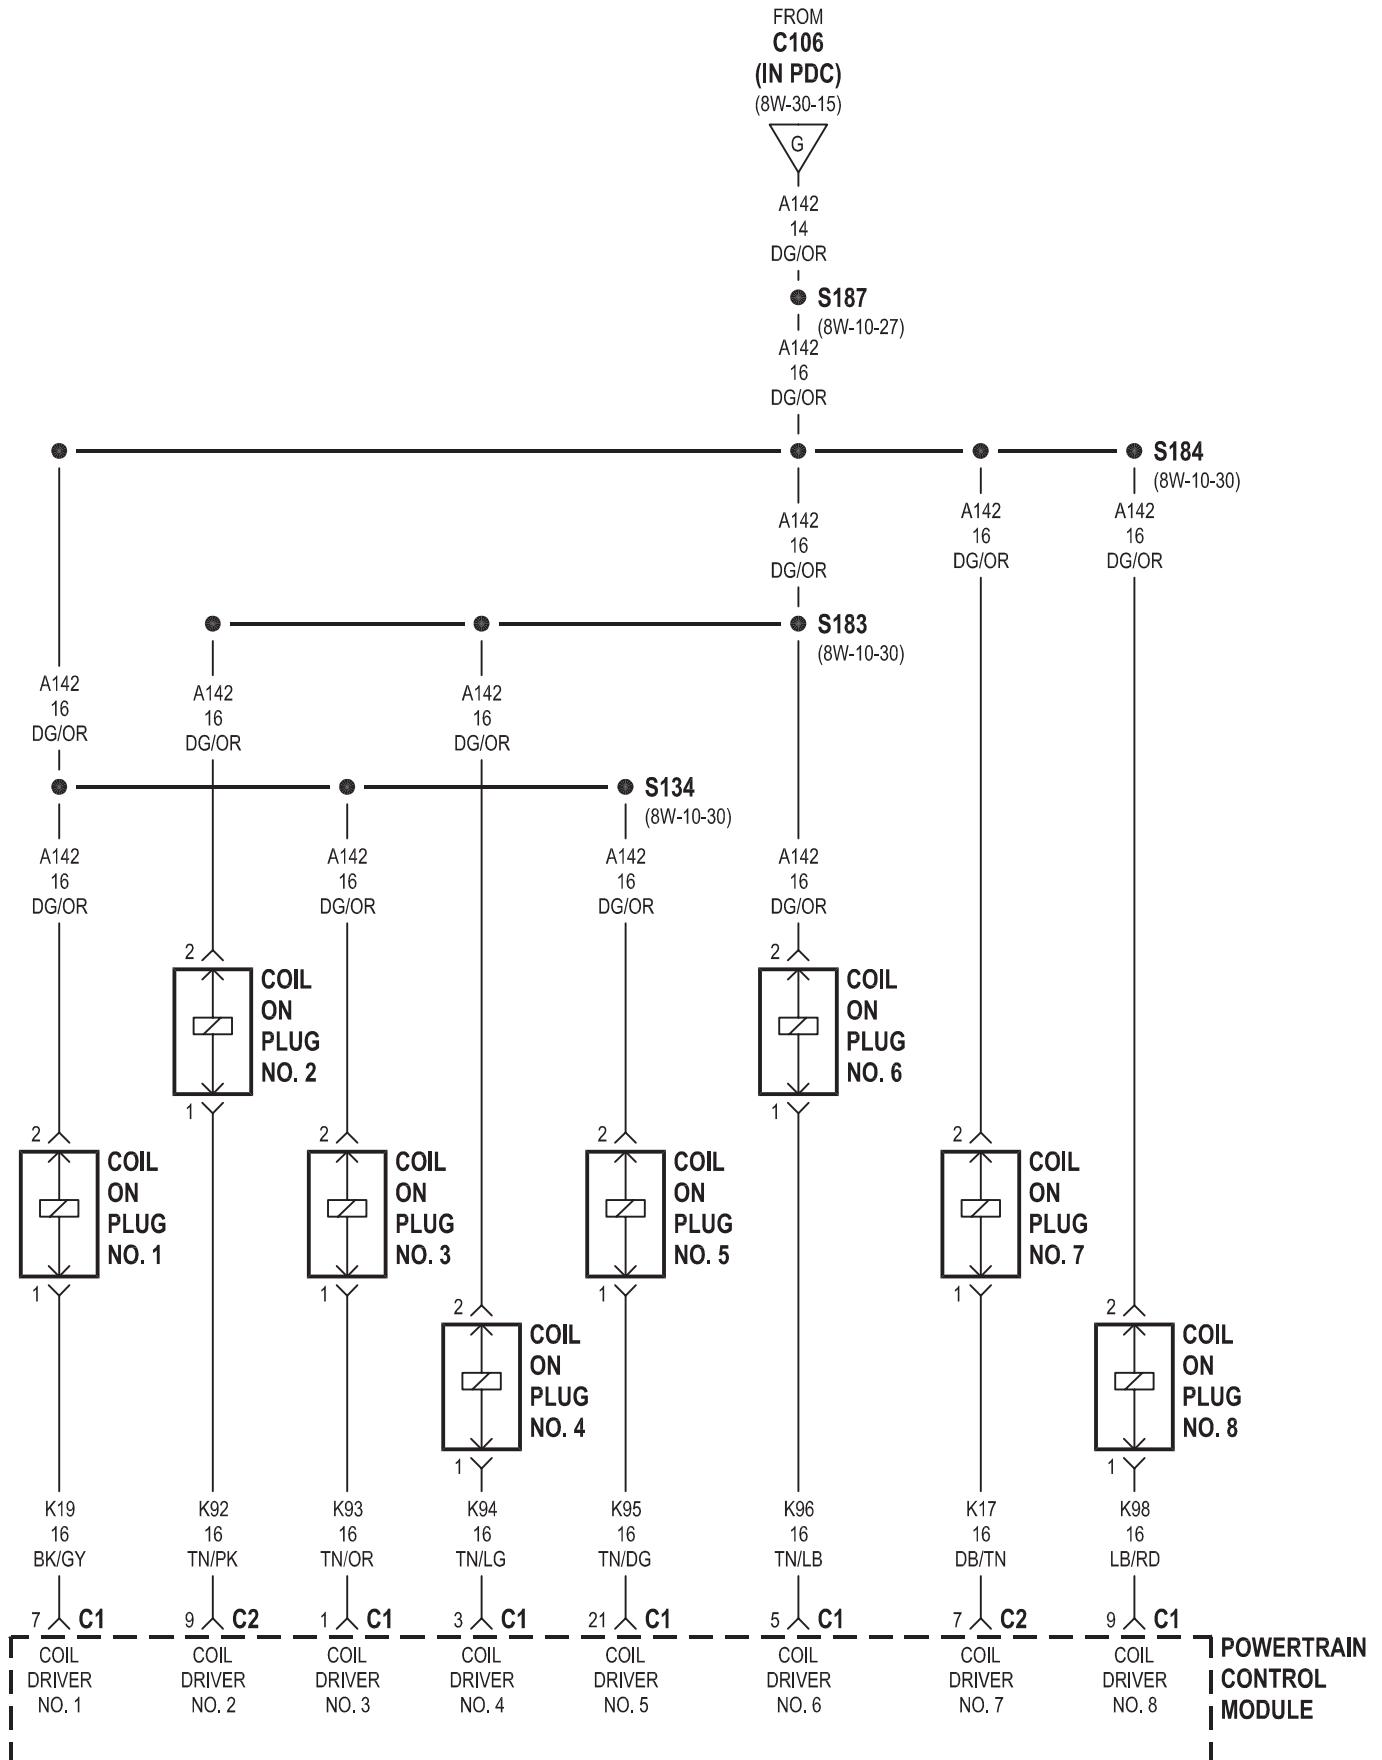 FROM
C106
(IN PDC)
(8W-30-15)
G
A142
14
DG/OR
S187
(8W-10-27)
A142
16
DG/OR
S184
(8W-10-30)
A142
16
DG/OR
A142
16
DG/OR
A142
16
DG/OR
S183
(8W-10-30)
A142
16
DG/OR
A142
16
DG/OR
A142
16
DG/OR
S134
(8W-10-30)
A142
16
DG/OR
A142
16
DG/OR
A142
16
DG/OR
A142
16
DG/OR
2
COIL
ON
PLUG
NO. 2
1
2
COIL
ON
PLUG
NO. 6
1
2
COIL
ON
PLUG
NO. 1
1
2
COIL
ON
PLUG
NO. 3
1
2
COIL
ON
PLUG
NO. 5
1
2
COIL
ON
PLUG
NO. 7
1
2
COIL
ON
PLUG
NO. 4
1
2
COIL
ON
PLUG
NO. 8
1
K19
16
BK/GY
K92
16
TN/PK
K93
16
TN/OR
K94
16
TN/LG
K95
16
TN/DG
K96
16
TN/LB
K17
16
DB/TN
K98
16
LB/RD
7 C1
9 C2
1 C1
3 C1
21 C1
5 C1
7 C2
9 C1
COIL
DRIVER
NO. 1
COIL
DRIVER
NO. 2
COIL
DRIVER
NO. 3
COIL
DRIVER
NO. 4
COIL
DRIVER
NO. 5
COIL
DRIVER
NO. 6
COIL
DRIVER
NO. 7
COIL
DRIVER
NO. 8
POWERTRAIN
CONTROL
MODULE